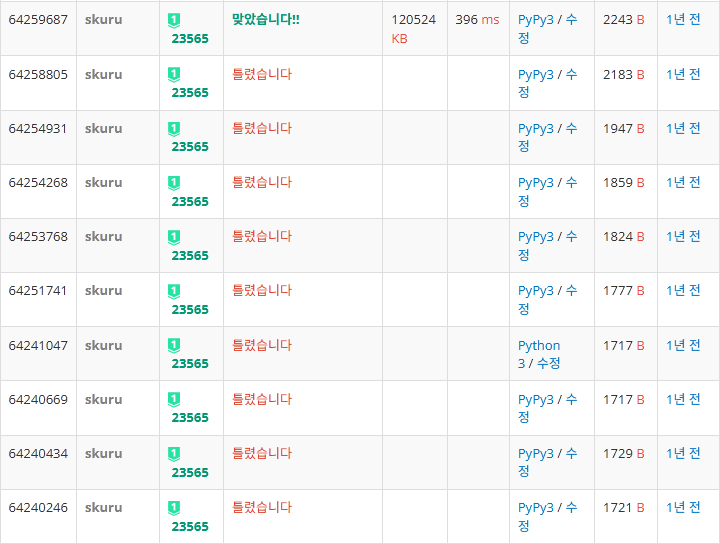 64259687 skuru 1 맞았습니다!! 120524 396 ms PyPy3 / 수 2243 B 1년 전
23565 KB 정
64258805 skuru 1 틀렸습니다 PyPy3 / 수 2183 B 1년 전
23565 정
64254931 skuru 1 틀렸습니다 PyPy3 / 수 1947 B 1년 전
23565 정
64254268 skuru 1 틀렸습니다 PyPy3 / 수 1859 B 1년 전
23565 정
64253768 skuru 1 틀렸습니다 PyPy3 / 수 1824 B 1년 전
23565 정
64251741 skuru 1 틀렸습니다 PyPy3 / 수 1777 B 1년 전
23565 정
64241047 skuru 1 틀렸습니다 Python 1717 B 1년 전
23565 3 / 수정
64240669 skuru 1 틀렸습니다 PyPy3 / 수 1717 B 1년 전
23565 정
64240434 skuru 1 틀렸습니다 PyPy3 / 수 1729 B 1년 전
23565 정
64240246 skuru 1 틀렸습니다 PyPy3 / 수 1721 B 1년 전
23565 정